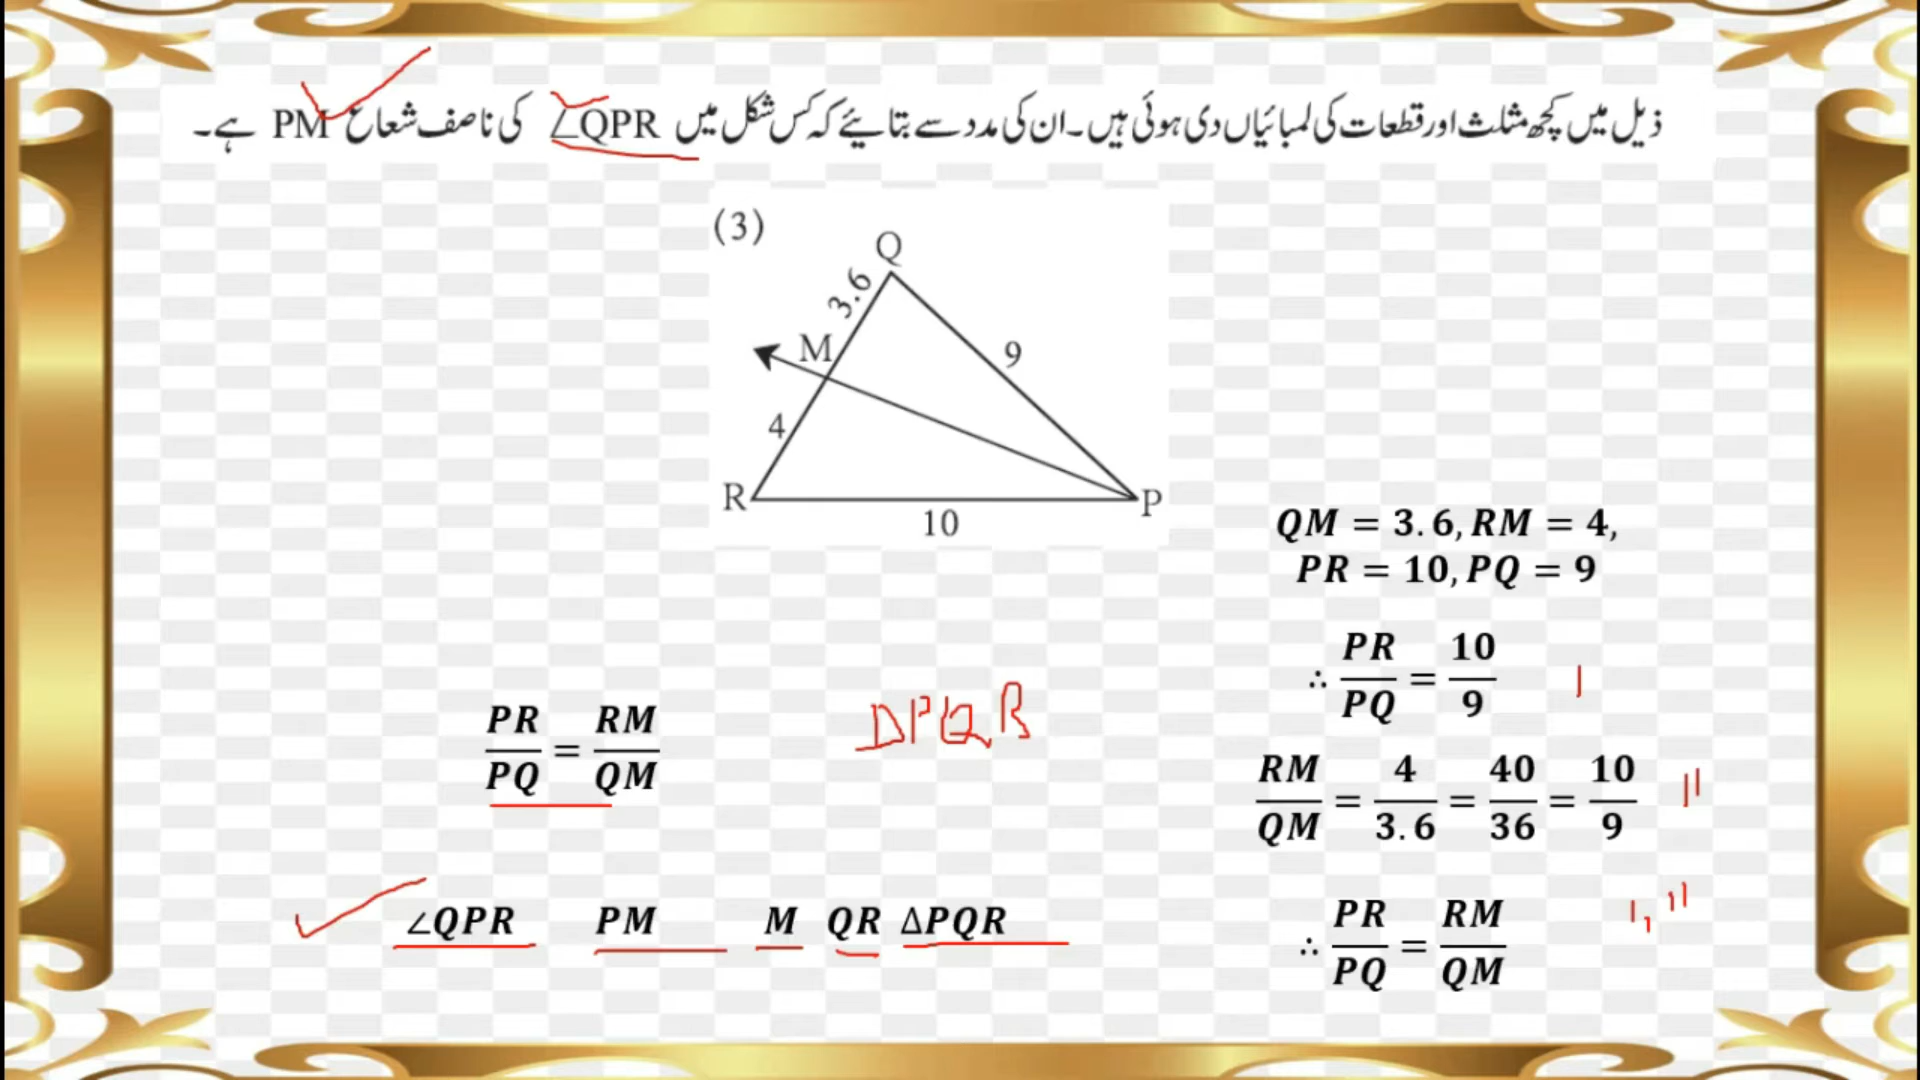 ذیل میں کچھ مثلث اور قطعات کی لمبائیاں دی ہوئی ہیں۔ ان کی مدد سے بتائیے کہ کس شکل میں ∠QPR کی ناصف شعاع PM ہے۔
(3)
Q
3.6
M
9
4
R
P
10
QM = 3.6, RM = 4,
PR = 10, PQ = 9
∴ PR/PQ = 10/9 I
PR/PQ = RM/QM
DPQR
RM/QM = 4/3.6 = 40/36 = 10/9 II
∠QPR PM M QR ΔPQR
∴ PR/PQ = RM/QM I, II